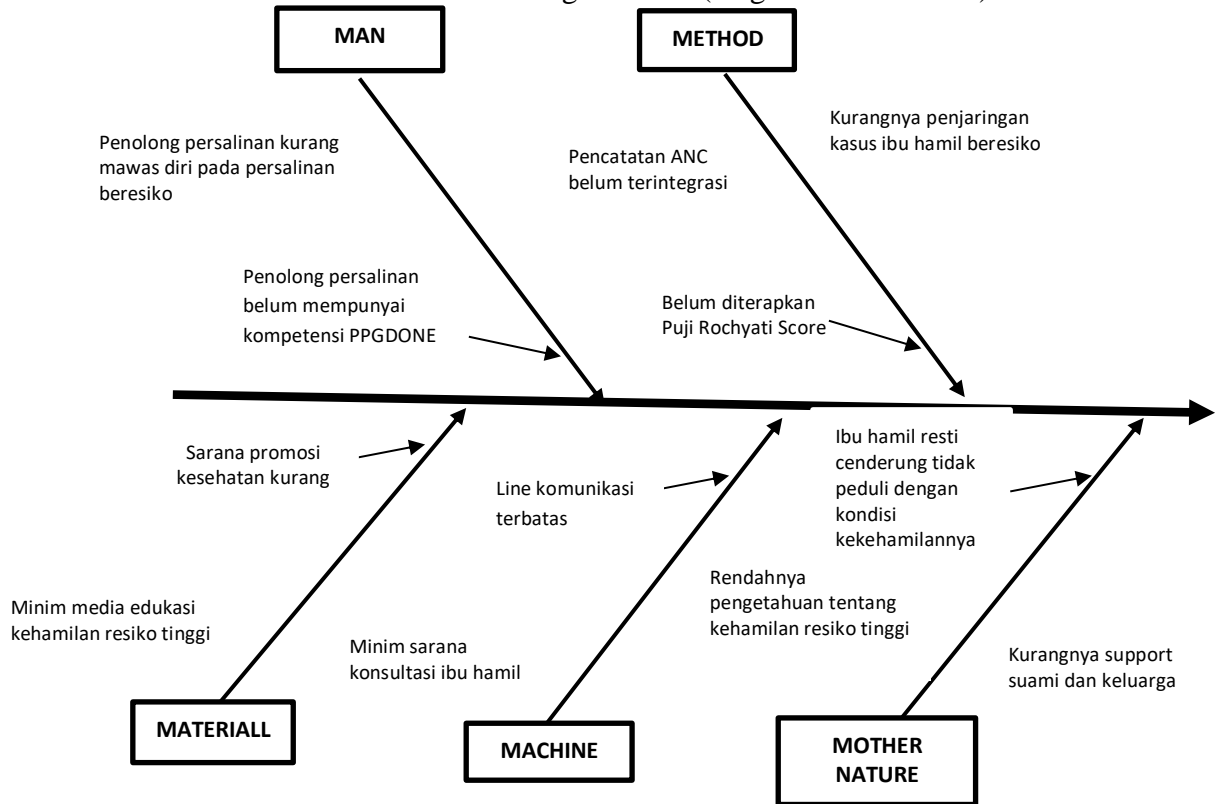 MAN
METHOD
Penolong persalinan kurang
mawas diri pada persalinan
beresiko
Pencatatan ANC
belum terintegrasi
Kurangnya penjaringan
kasus ibu hamil beresiko
Penolong persalinan
belum mempunyai
kompetensi PPGDONE
Belum diterapkan
Puji Rochyati Score
Sarana promosi
kesehatan kurang
Line komunikasi
terbatas
Ibu hamil resti
cenderung tidak
peduli dengan
kondisi
kekehamilannya
Minim media edukasi
kehamilan resiko tinggi
Minim sarana
konsultasi ibu hamil
Rendahnya
pengetahuan tentang
kehamilan resiko tinggi
Kurangnya support
suami dan keluarga
MATERIALL
MACHINE
MOTHER
NATURE